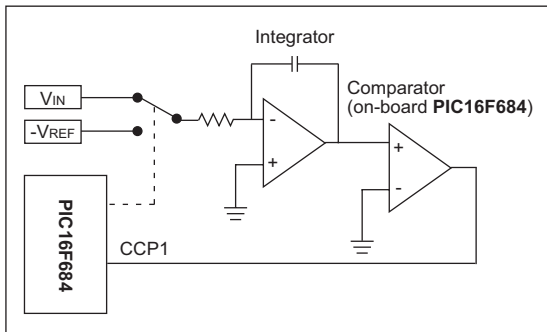 Integrator
VIN
-VREF
Comparator
(on-board PIC16F684)
-
+
+
-
PIC16F684
CCP1